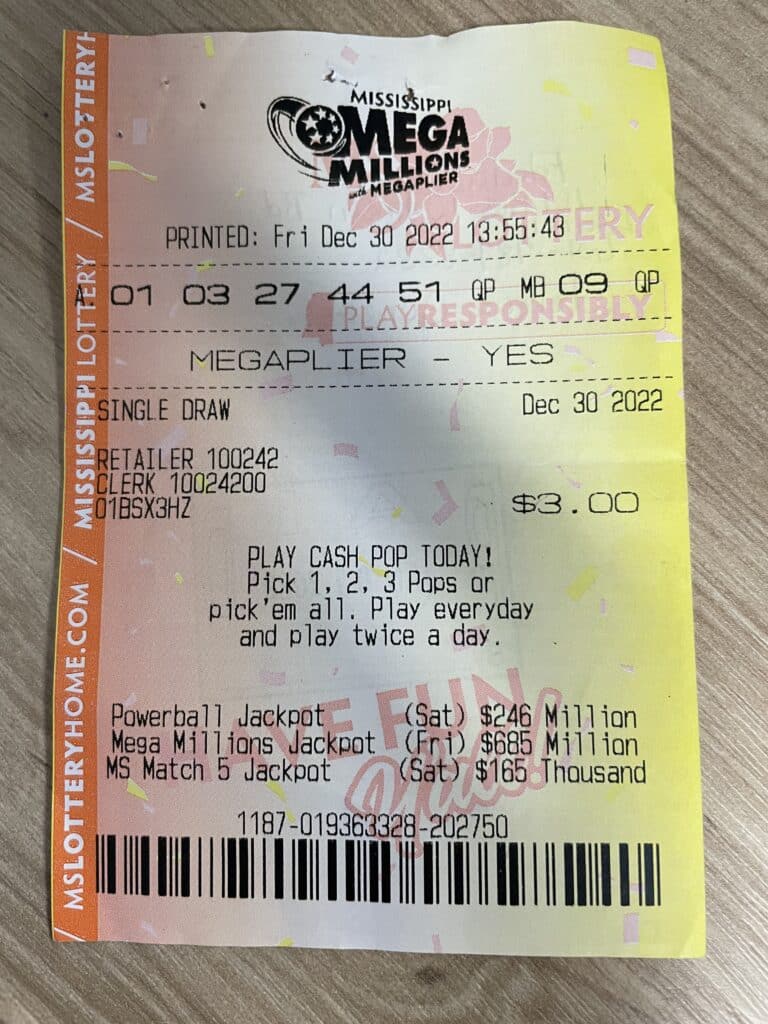 MISSISSIPPI
MEGA
MILLIONS
with MEGAPLIER
LOTTERY
PRINTED: Fri Dec 30 2022 13:55:43
A. 01 03 27 44 51 QP MB 09 QP
PLAY RESPONSIBLY
MEGAPLIER - YES
SINGLE DRAW Dec 30 2022
RETAILER 100242
CLERK 10024200
01BSX3HZ
$3.00
PLAY CASH POP TODAY!
Pick 1, 2, 3 Pops or
pick'em all. Play everyday
and play twice a day.
HAVE FUN
Y'all!
Powerball Jackpot (Sat) $246 Million
Mega Millions Jackpot (Fri) $685 Million
MS Match 5 Jackpot (Sat) $165 Thousand
1187-019363328-202750
/ MSLOTTERYHOME.COM / MISSISSIPPI LOTTERY / MSLOTTERYH